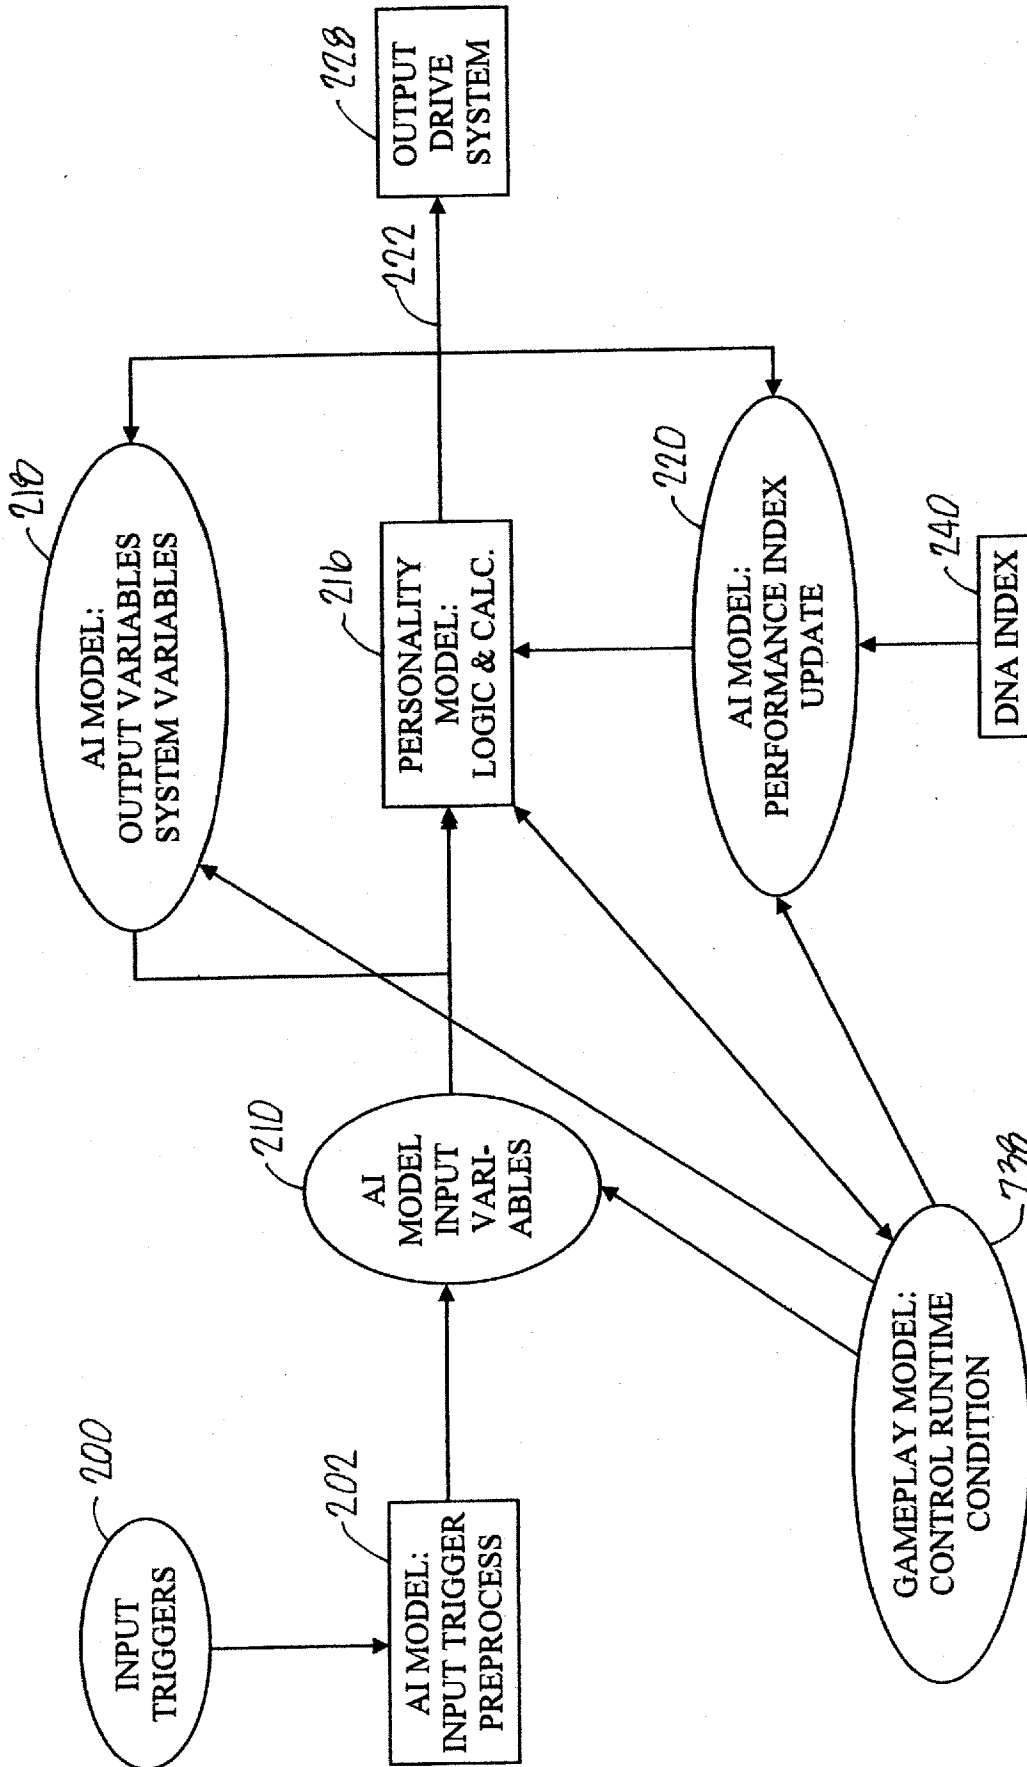 200
INPUT
TRIGGERS
202
AI MODEL:
INPUT TRIGGER
PREPROCESS
210
AI
MODEL
INPUT
VARI-
ABLES
218
AI MODEL:
OUTPUT VARIABLES
SYSTEM VARIABLES
216
PERSONALITY
MODEL:
LOGIC & CALC.
222
228
OUTPUT
DRIVE
SYSTEM
220
AI MODEL:
PERFORMANCE INDEX
UPDATE
240
DNA INDEX
238
GAMEPLAY MODEL:
CONTROL RUNTIME
CONDITION